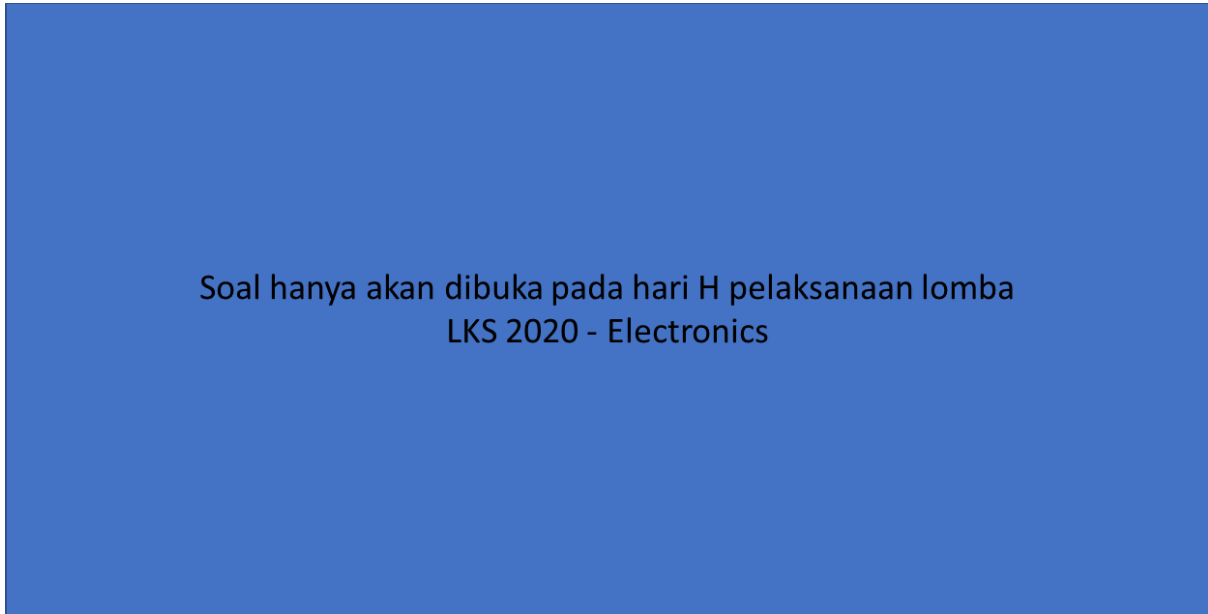 Soal hanya akan dibuka pada hari H pelaksanaan lomba
LKS 2020 - Electronics